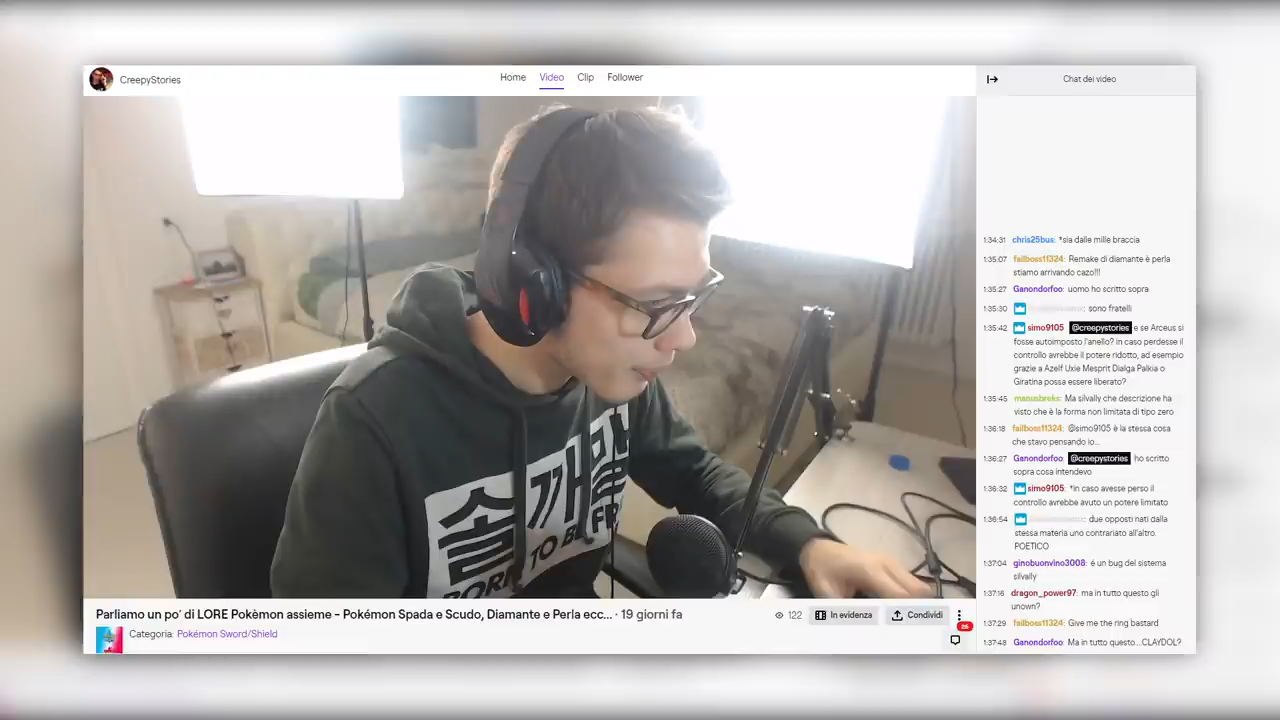 CreepyStories
Home Video Clip Follower
Chat dei video
1:34:31 chris25bus: *sia dalle mille braccia
1:35:07 failboss11324: Remake di diamante è perla
stiamo arrivando cazo!!!
1:35:27 Ganondorfoo: uomo ho scritto sopra
1:35:30 : sono fratelli
1:35:42 simo9105 @creepystories e se Arceus si
fosse autoimposto l'anello? in caso perdesse il
controllo avrebbe il potere ridotto, ad esempio
grazie a Azelf Uxie Mesprit Dialga Palkia o
Giratina possa essere liberato?
1:35:45 manusbreks: Ma silvally che descrizione ha
visto che è la forma non limitata di tipo zero
1:36:18 failboss11324: @simo9105 è la stessa cosa
che stavo pensando io...
1:36:27 Ganondorfoo: @creepystories ho scritto
sopra cosa intendevo
1:36:32 simo9105: *in caso avesse perso il
controllo avrebbe avuto un potere limitato
1:36:54 : due opposti nati dalla
stessa materia uno contrariato all'altro.
POETICO
1:37:04 ginobuonvino3008: é un bug del sistema
silvally
1:37:16 dragon_power97: ma in tutto questo gli
unown?
1:37:29 failboss11324: Give me the ring bastard
1:37:48 Ganondorfoo: Ma in tutto questo...CLAYDOL?
솔
BORN TO BE
Parliamo un po' di LORE Pokèmon assieme - Pokémon Spada e Scudo, Diamante e Perla ecc... · 19 giorni fa
122 In evidenza Condividi
26
Categoria: Pokémon Sword/Shield